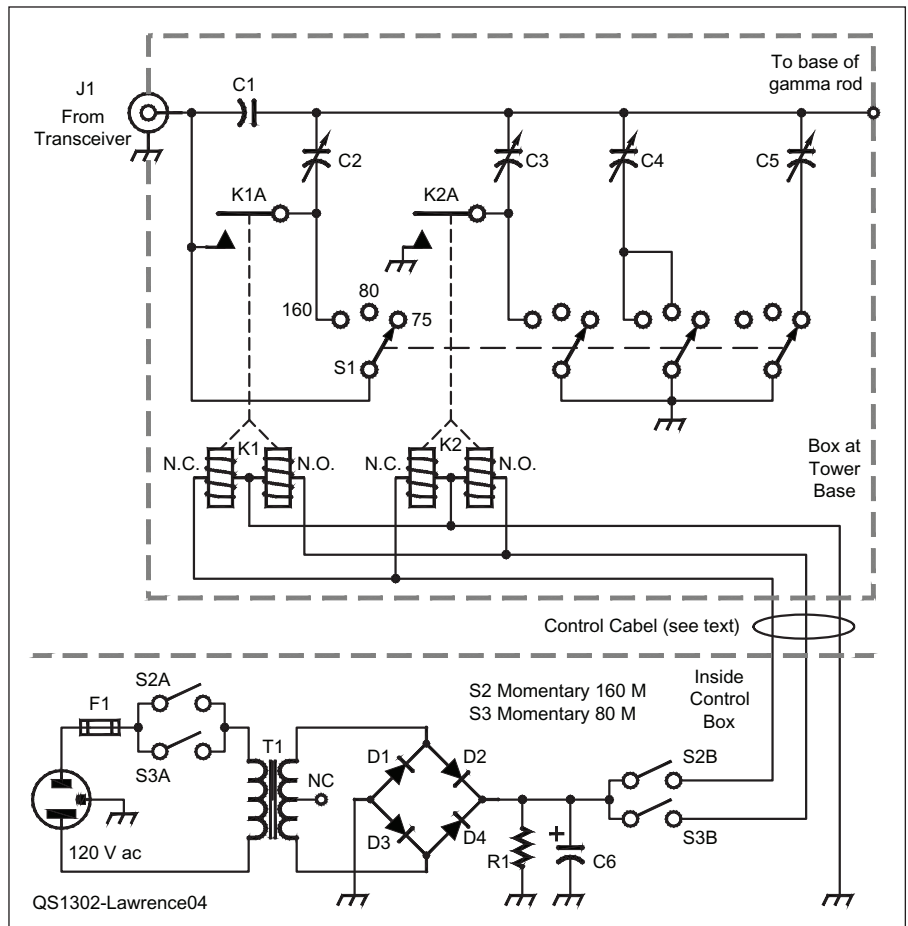 To base of
gamma rod
J1
From
Transceiver
C1
C2
C3
C4
C5
K1A
K2A
160
80
75
S1
N.C.
K1
N.O.
N.C.
K2
N.O.
Box at
Tower
Base
Control Cabel (see text)
Inside
Control
Box
S2A
F1
S3A
S2 Momentary 160 M
S3 Momentary 80 M
T1
NC
D1
D2
D3
D4
S2B
S3B
R1
+
C6
120 V ac
QS1302-Lawrence04